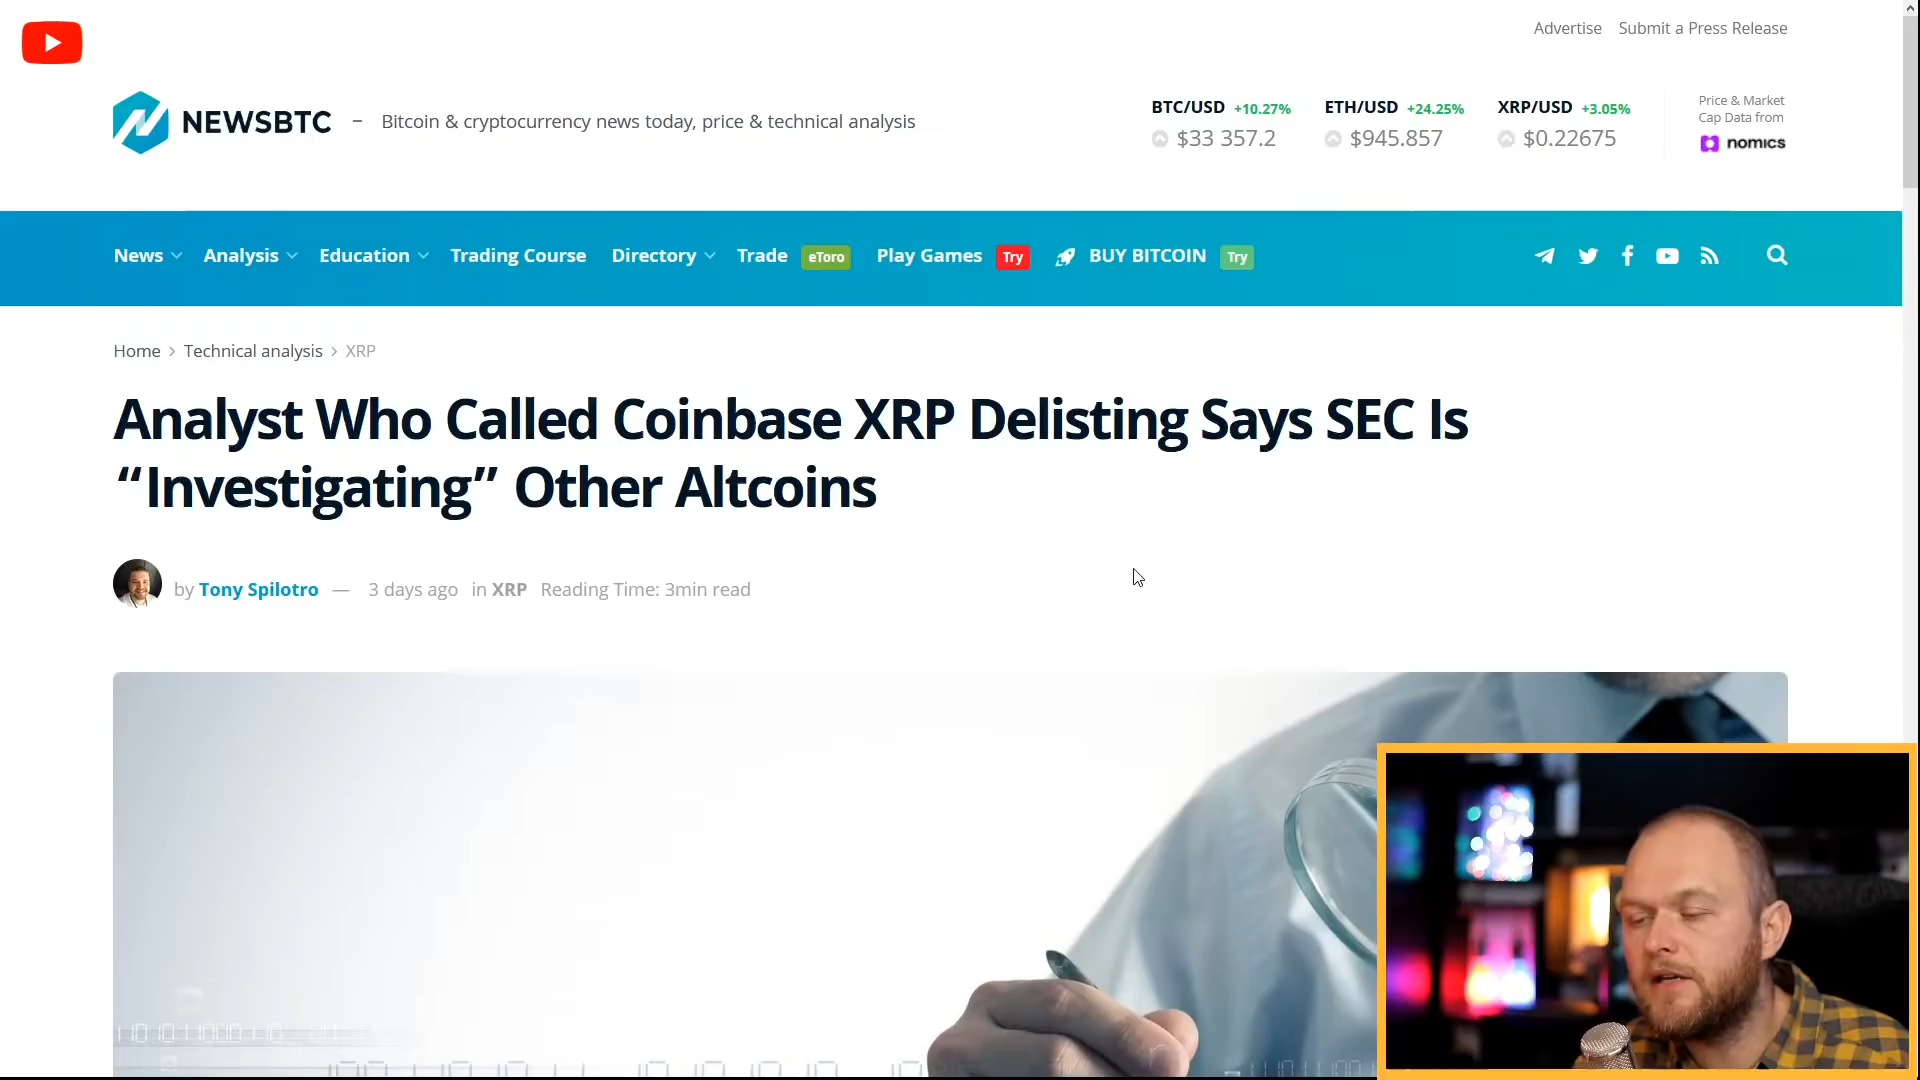 Advertise Submit a Press Release
NEWSBTC – Bitcoin & cryptocurrency news today, price & technical analysis
BTC/USD +10.27%
$33 357.2
ETH/USD +24.25%
$945.857
XRP/USD +3.05%
$0.22675
Price & Market
Cap Data from
nomics
News Analysis Education Trading Course Directory Trade eToro Play Games Try BUY BITCOIN Try
Home > Technical analysis > XRP
Analyst Who Called Coinbase XRP Delisting Says SEC Is
“Investigating” Other Altcoins
by Tony Spilotro — 3 days ago in XRP Reading Time: 3min read